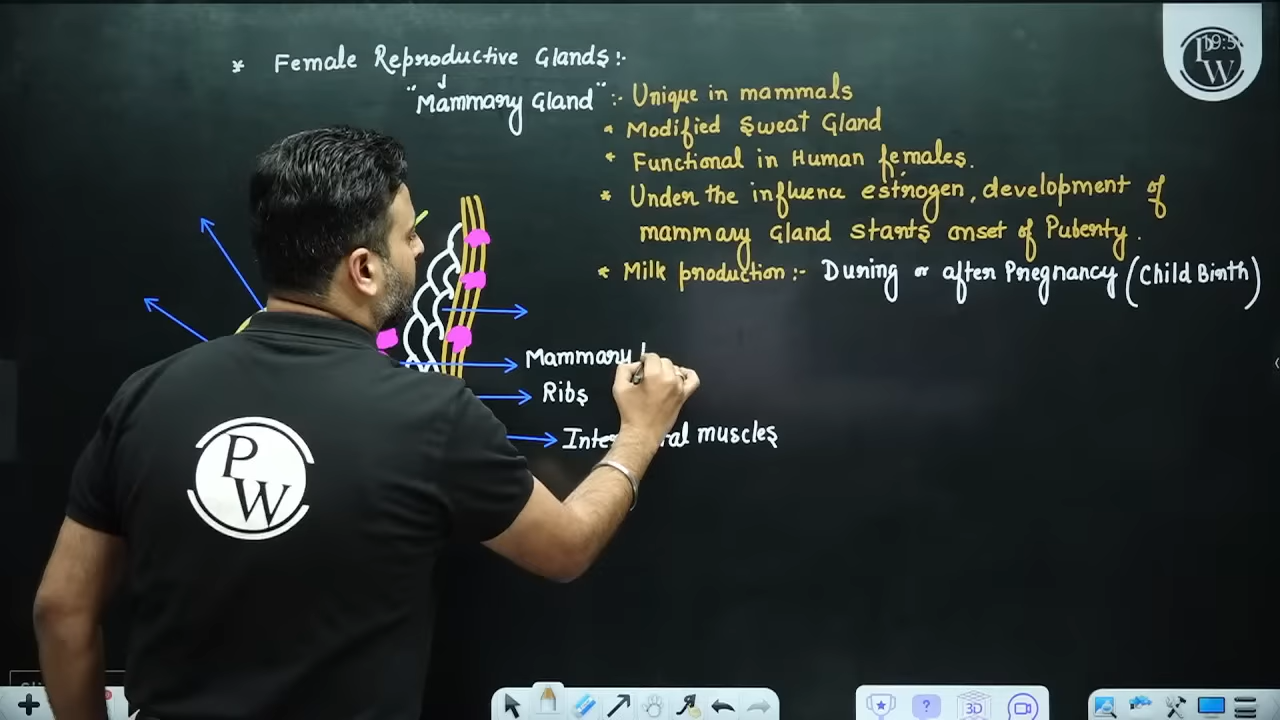 * Female Reproductive Glands :-
"Mammary Gland" :- Unique in mammals
* Modified Sweat Gland
* Functional in Human females.
* Under the influence estrogen, development of
mammary Gland starts onset of Puberty.
* Milk production :- During or after Pregnancy (Child Birth)
Mammary
Ribs
muscles
PW
PW
3D